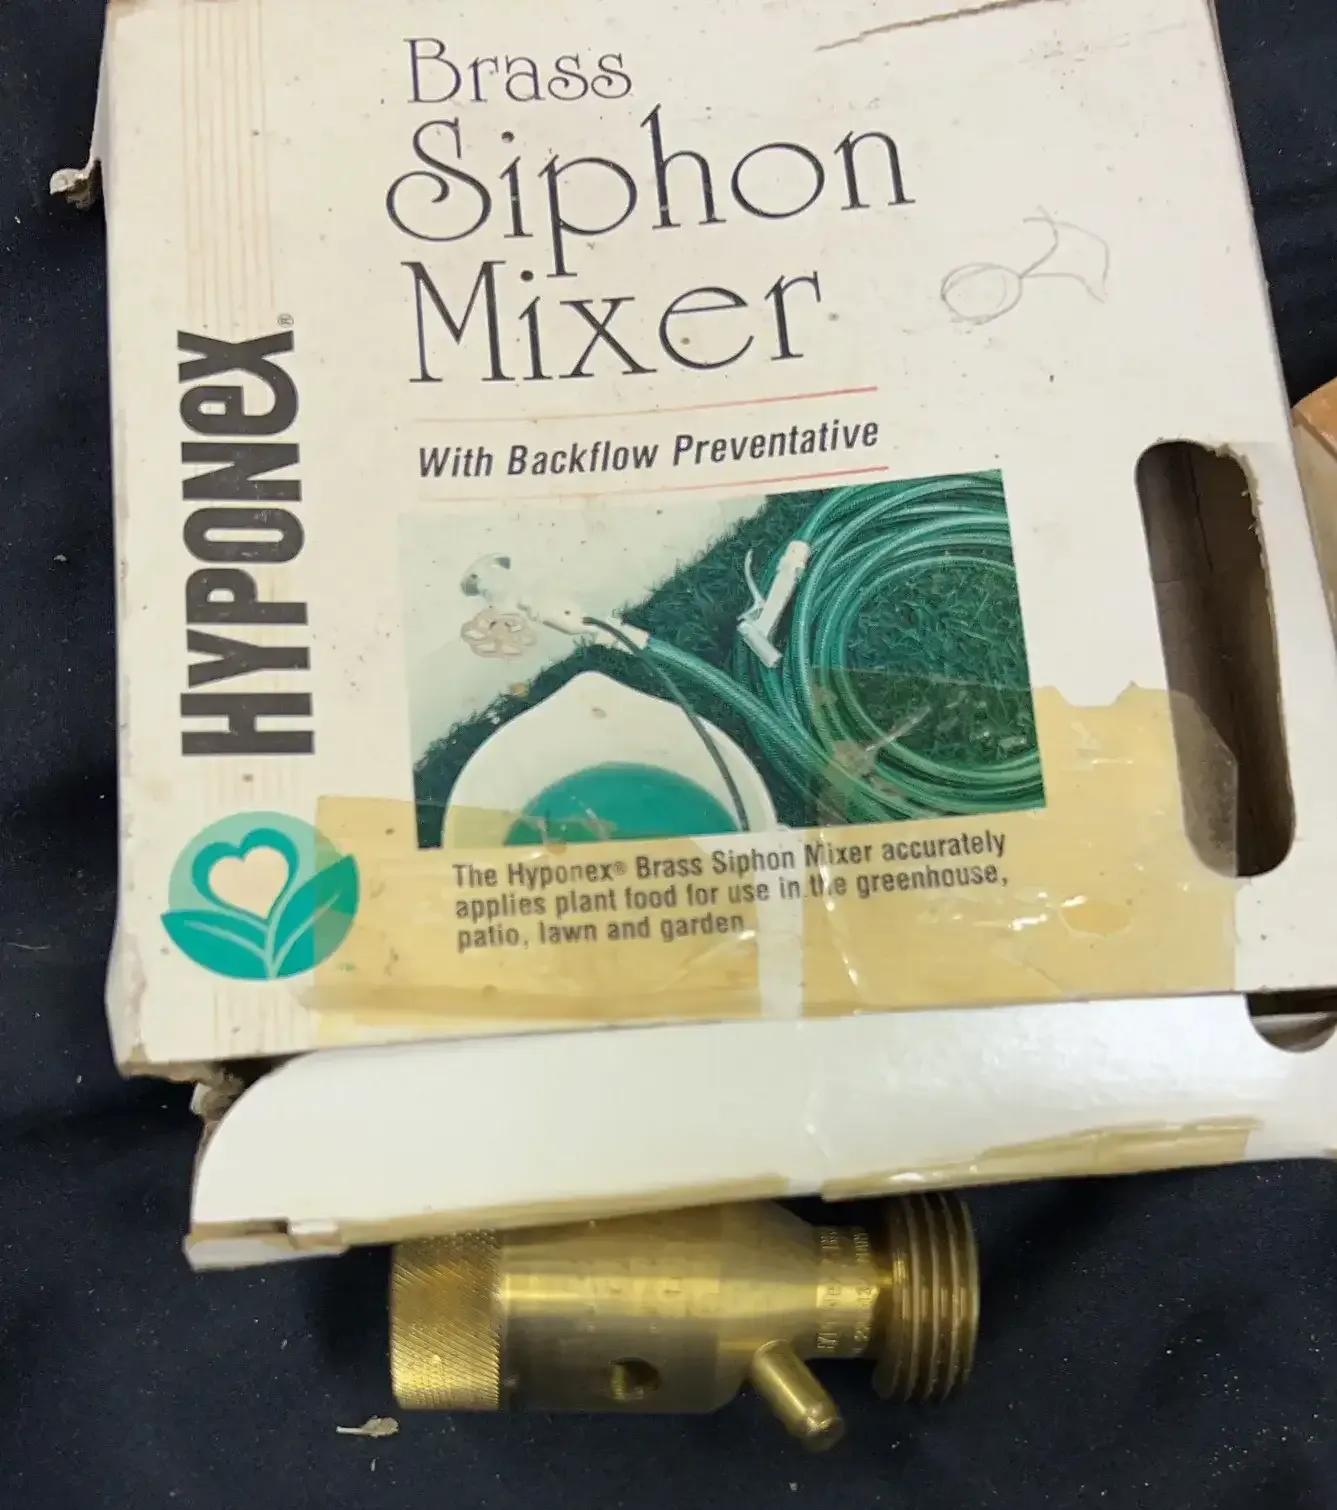 Brass
Siphon
Mixer
With Backflow Preventative
HYPONeX®
The Hyponex® Brass Siphon Mixer accurately
applies plant food for use in the greenhouse,
patio, lawn and garden